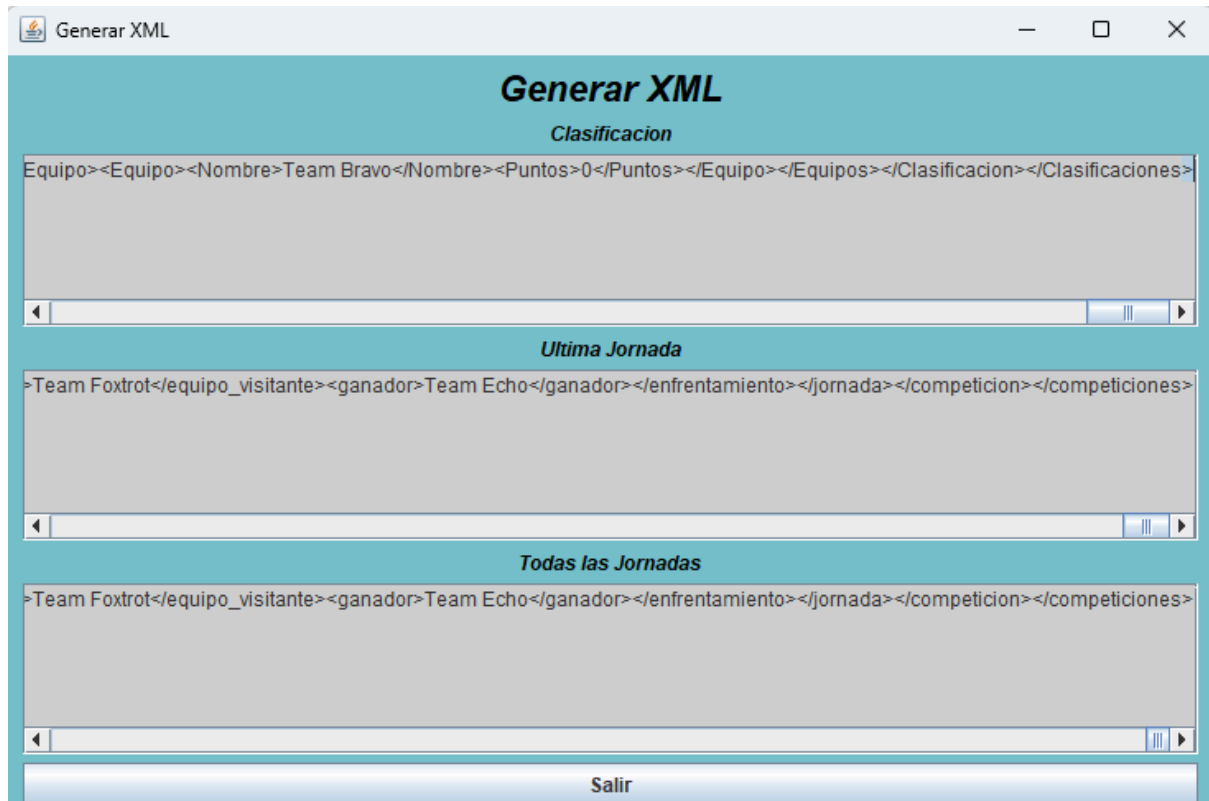 Generar XML
Generar XML
Clasificacion
Equipo><Equipo><Nombre>Team Bravo</Nombre><Puntos>0</Puntos></Equipo></Equipos></Clasificacion></Clasificaciones>
Ultima Jornada
>Team Foxtrot</equipo_visitante><ganador>Team Echo</ganador></enfrentamiento></jornada></competicion></competiciones>
Todas las Jornadas
>Team Foxtrot</equipo_visitante><ganador>Team Echo</ganador></enfrentamiento></jornada></competicion></competiciones>
Salir